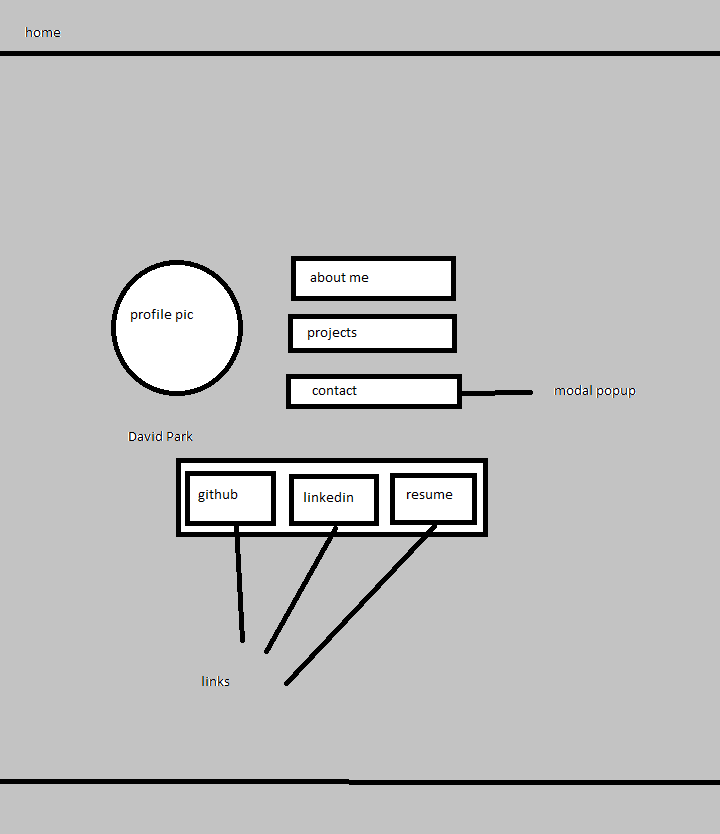 home
about me
profile pic
projects
contact
modal popup
David Park
github
linkedin
resume
links